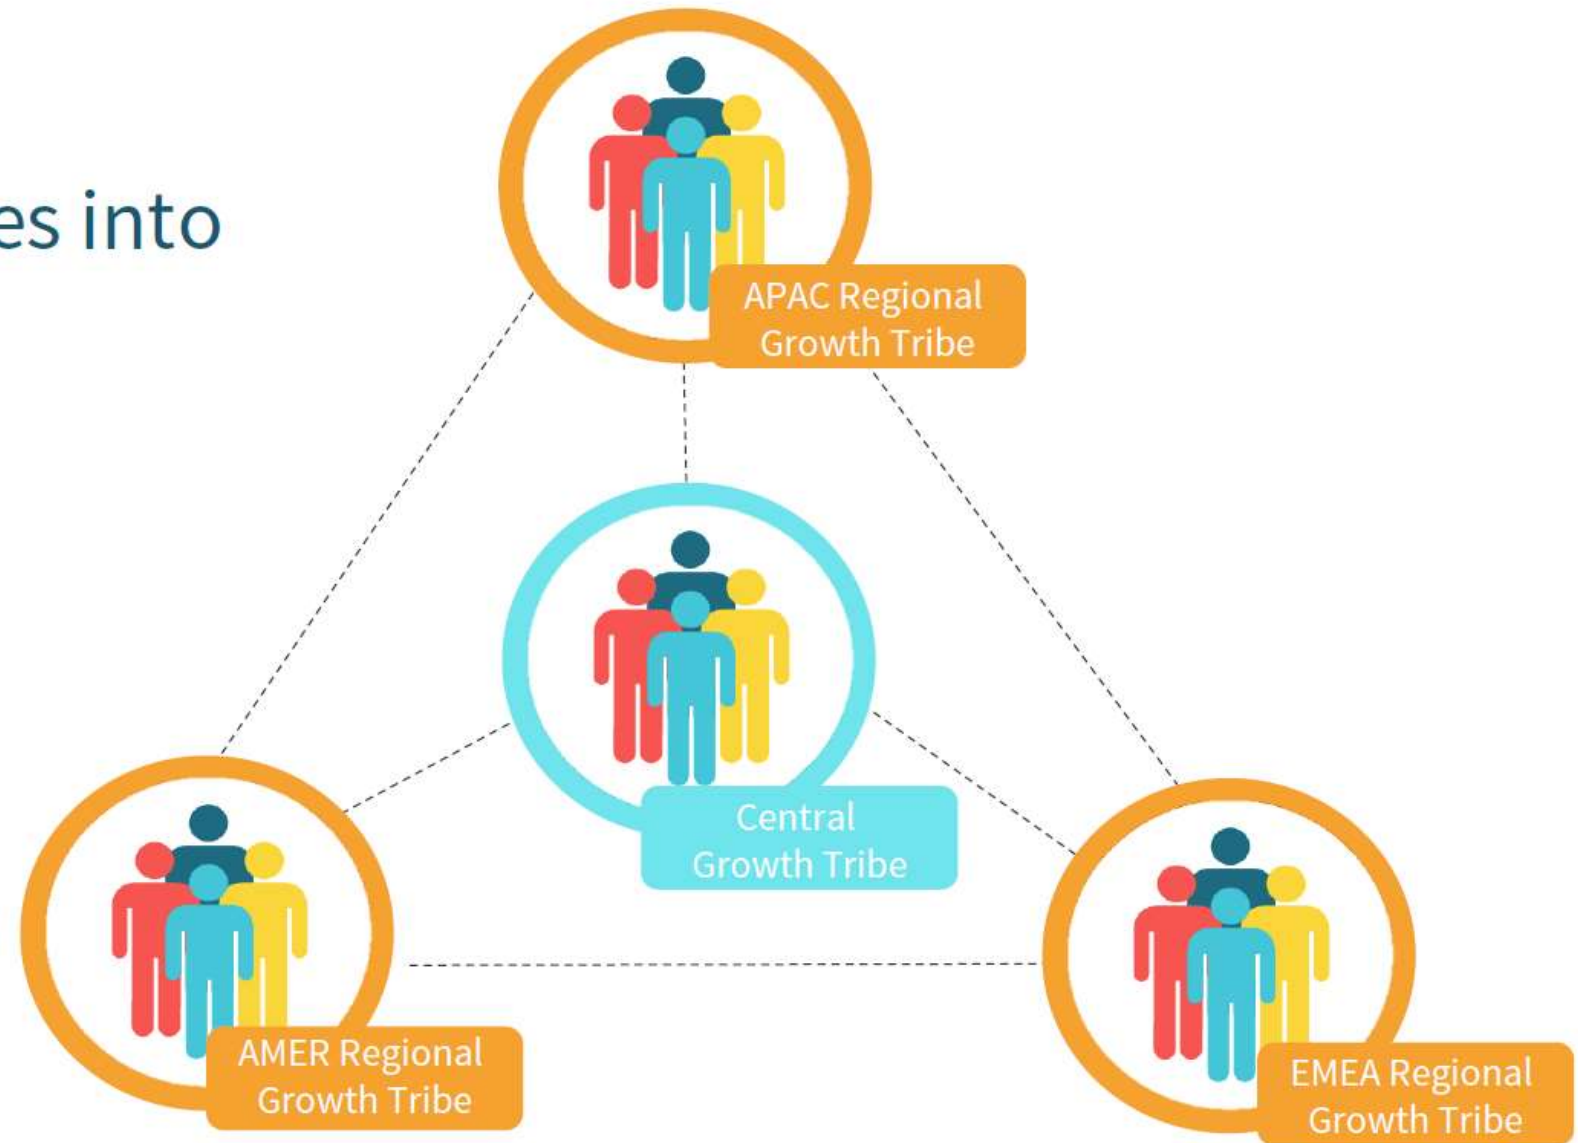 es into
APAC Regional
Growth Tribe
Central
Growth Tribe
AMER Regional
Growth Tribe
EMEA Regional
Growth Tribe